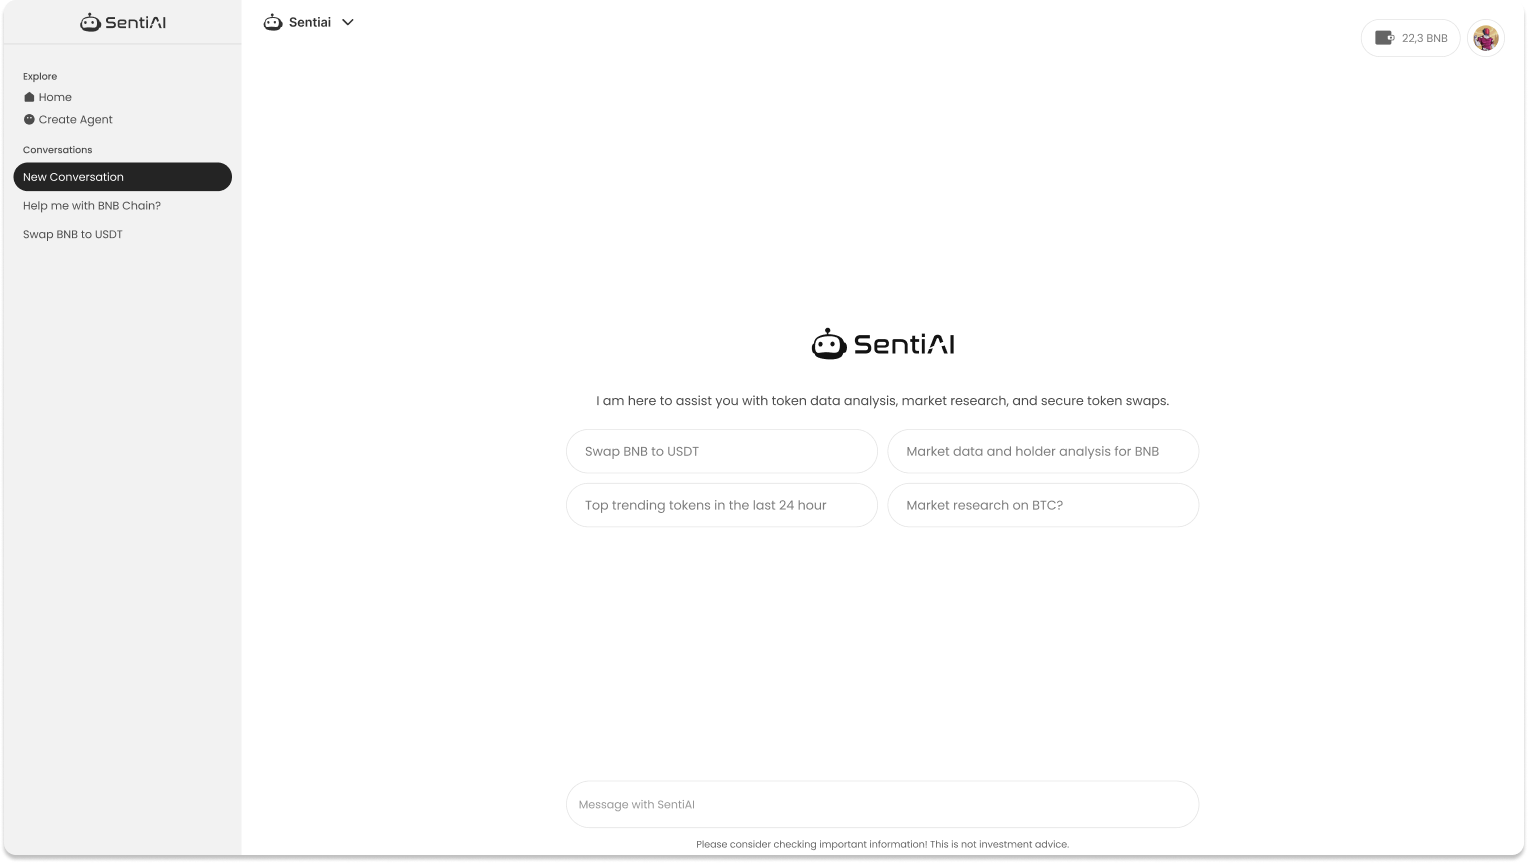 SentiAI
Explore
Home
Create Agent
Conversations
New Conversation
Help me with BNB Chain?
Swap BNB to USDT
Sentiai
22,3 BNB
SentiAI
I am here to assist you with token data analysis, market research, and secure token swaps.
Swap BNB to USDT
Market data and holder analysis for BNB
Top trending tokens in the last 24 hour
Market research on BTC?
Message with SentiAI
Please consider checking important information! This is not investment advice.